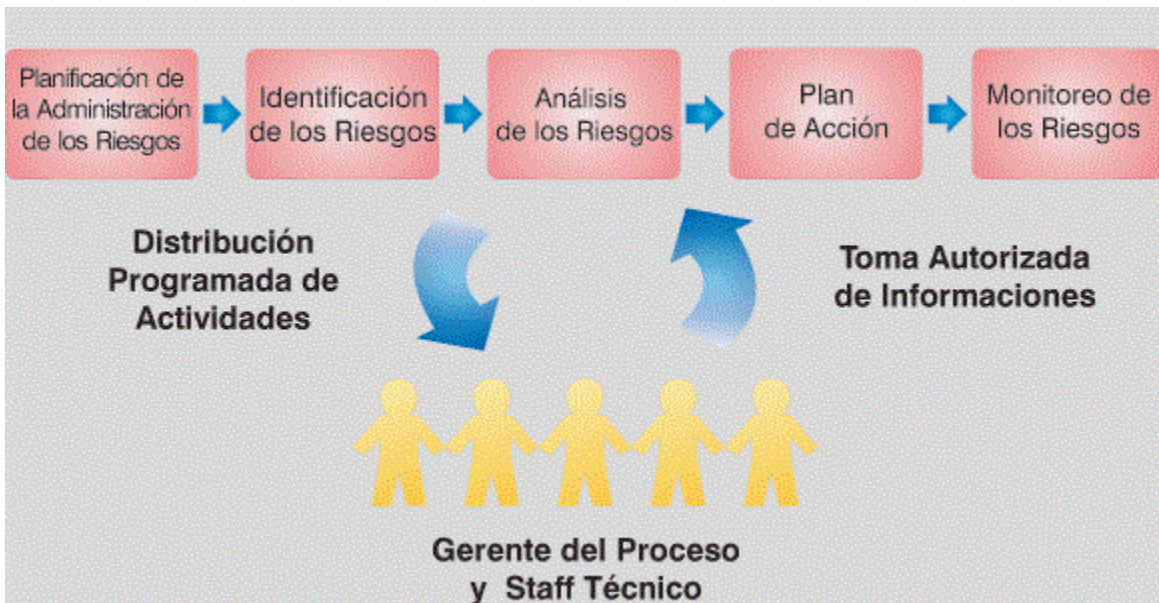 Planificación de
la Administración
de los Riesgos
Identificación
de los Riesgos
Análisis
de los Riesgos
Plan
de Acción
Monitoreo de
los Riesgos
Distribución
Programada de
Actividades
Toma Autorizada
de Informaciones
Gerente del Proceso
y Staff Técnico